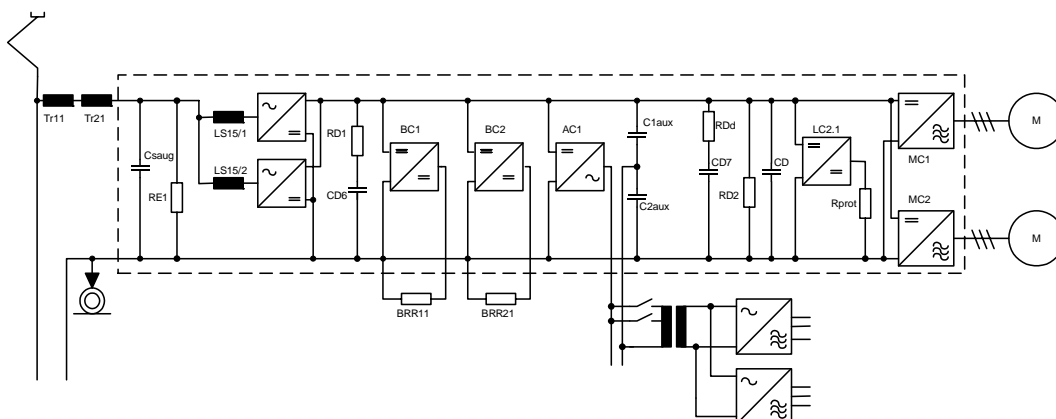 Tr11
Tr21
Csaug
RE1
LS15/1
LS15/2
RD1
CD6
BC1
BC2
AC1
C1aux
C2aux
RDd
CD7
RD2
CD
LC2.1
Rprot
MC1
MC2
M
M
BRR11
BRR21